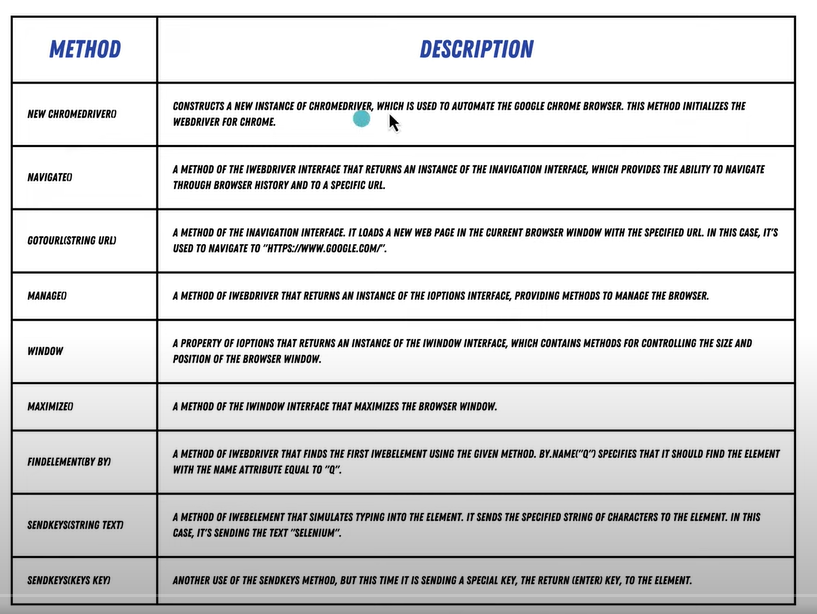 METHOD DESCRIPTION
NEW CHROMEDRIVER()
CONSTRUCTS A NEW INSTANCE OF CHROMEDRIVER, WHICH IS USED TO AUTOMATE THE GOOGLE CHROME BROWSER. THIS METHOD INITIALIZES THE
WEBDRIVER FOR CHROME.
NAVIGATE()
A METHOD OF THE IWEBDRIVER INTERFACE THAT RETURNS AN INSTANCE OF THE INAVIGATION INTERFACE, WHICH PROVIDES THE ABILITY TO NAVIGATE
THROUGH BROWSER HISTORY AND TO A SPECIFIC URL.
GOTOURL(STRING URL)
A METHOD OF THE INAVIGATION INTERFACE. IT LOADS A NEW WEB PAGE IN THE CURRENT BROWSER WINDOW WITH THE SPECIFIED URL. IN THIS CASE, IT'S
USED TO NAVIGATE TO "HTTPS://WWW.GOOGLE.COM/".
MANAGE()
A METHOD OF IWEBDRIVER THAT RETURNS AN INSTANCE OF THE IOPTIONS INTERFACE, PROVIDING METHODS TO MANAGE THE BROWSER.
WINDOW
A PROPERTY OF IOPTIONS THAT RETURNS AN INSTANCE OF THE IWINDOW INTERFACE, WHICH CONTAINS METHODS FOR CONTROLLING THE SIZE AND
POSITION OF THE BROWSER WINDOW.
MAXIMIZE()
A METHOD OF THE IWINDOW INTERFACE THAT MAXIMIZES THE BROWSER WINDOW.
FINDELEMENT(BY BY)
A METHOD OF IWEBDRIVER THAT FINDS THE FIRST IWEBELEMENT USING THE GIVEN METHOD. BY.NAME("Q") SPECIFIES THAT IT SHOULD FIND THE ELEMENT
WITH THE NAME ATTRIBUTE EQUAL TO "Q".
SENDKEYS(STRING TEXT)
A METHOD OF IWEBELEMENT THAT SIMULATES TYPING INTO THE ELEMENT. IT SENDS THE SPECIFIED STRING OF CHARACTERS TO THE ELEMENT. IN THIS
CASE, IT'S SENDING THE TEXT "SELENIUM".
SENDKEYS(KEYS KEY)
ANOTHER USE OF THE SENDKEYS METHOD, BUT THIS TIME IT IS SENDING A SPECIAL KEY, THE RETURN (ENTER) KEY, TO THE ELEMENT.